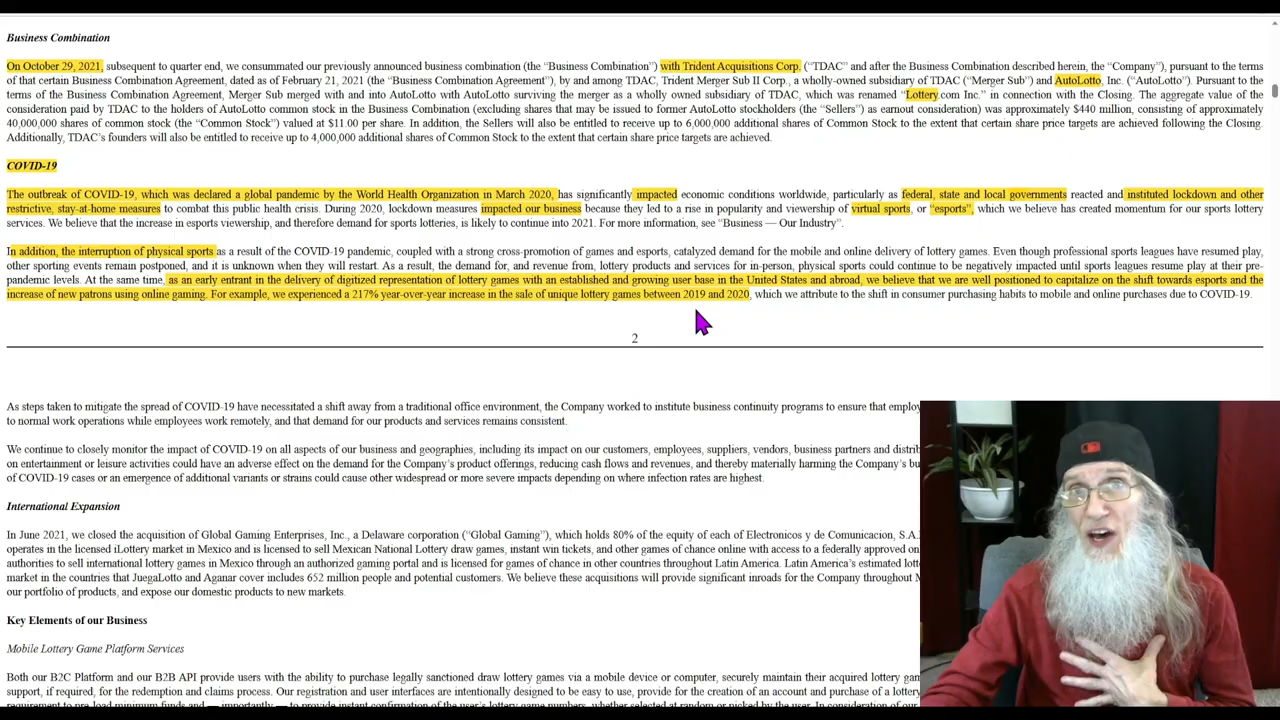 Business Combination
On October 29, 2021, subsequent to quarter end, we consummated our previously announced business combination (the “Business Combination”) with Trident Acquisitions Corp. (“TDAC” and after the Business Combination described herein, the “Company”), pursuant to the terms
of that certain Business Combination Agreement, dated as of February 21, 2021 (the “Business Combination Agreement”), by and among TDAC, Trident Merger Sub II Corp., a wholly-owned subsidiary of TDAC (“Merger Sub”) and AutoLotto, Inc. (“AutoLotto”). Pursuant to the
terms of the Business Combination Agreement, Merger Sub merged with and into AutoLotto with AutoLotto surviving the merger as a wholly owned subsidiary of TDAC, which was renamed “Lottery.com Inc.” in connection with the Closing. The aggregate value of the
consideration paid by TDAC to the holders of AutoLotto common stock in the Business Combination (excluding shares that may be issued to former AutoLotto stockholders (the “Sellers”) as earnout consideration) was approximately $440 million, consisting of approximately
40,000,000 shares of common stock (the “Common Stock”) valued at $11.00 per share. In addition, the Sellers will also be entitled to receive up to 6,000,000 additional shares of Common Stock to the extent that certain share price targets are achieved following the Closing.
Additionally, TDAC’s founders will also be entitled to receive up to 4,000,000 additional shares of Common Stock to the extent that certain share price targets are achieved.
COVID-19
The outbreak of COVID-19, which was declared a global pandemic by the World Health Organization in March 2020, has significantly impacted economic conditions worldwide, particularly as federal, state and local governments reacted and instituted lockdown and other
restrictive, stay-at-home measures to combat this public health crisis. During 2020, lockdown measures impacted our business because they led to a rise in popularity and viewership of virtual sports, or “esports”, which we believe has created momentum for our sports lottery
services. We believe that the increase in esports viewership, and therefore demand for sports lotteries, is likely to continue into 2021. For more information, see “Business — Our Industry”.
In addition, the interruption of physical sports as a result of the COVID-19 pandemic, coupled with a strong cross-promotion of games and esports, catalyzed demand for the mobile and online delivery of lottery games. Even though professional sports leagues have resumed play,
other sporting events remain postponed, and it is unknown when they will restart. As a result, the demand for, and revenue from, lottery products and services for in-person, physical sports could continue to be negatively impacted until sports leagues resume play at their pre-
pandemic levels. At the same time, as an early entrant in the delivery of digitized representation of lottery games with an established and growing user base in the United States and abroad, we believe that we are well positioned to capitalize on the shift towards esports and the
increase of new patrons using online gaming. For example, we experienced a 217% year-over-year increase in the sale of unique lottery games between 2019 and 2020, which we attribute to the shift in consumer purchasing habits to mobile and online purchases due to COVID-19.
2
As steps taken to mitigate the spread of COVID-19 have necessitated a shift away from a traditional office environment, the Company worked to institute business continuity programs to ensure that employ
to normal work operations while employees work remotely, and that demand for our products and services remains consistent.
We continue to closely monitor the impact of COVID-19 on all aspects of our business and geographies, including its impact on our customers, employees, suppliers, vendors, business partners and distrib
on entertainment or leisure activities could have an adverse effect on the demand for the Company’s product offerings, reducing cash flows and revenues, and thereby materially harming the Company’s bu
of COVID-19 cases or an emergence of additional variants or strains could cause other widespread or more severe impacts depending on where infection rates are highest.
International Expansion
In June 2021, we closed the acquisition of Global Gaming Enterprises, Inc., a Delaware corporation (“Global Gaming”), which holds 80% of the equity of each of Electronicos y de Comunicacion, S.A.
operates in the licensed iLottery market in Mexico and is licensed to sell Mexican National Lottery draw games, instant win tickets, and other games of chance online with access to a federally approved on
authorities to sell international lottery games in Mexico through an authorized gaming portal and is licensed for games of chance in other countries throughout Latin America. Latin America’s estimated lott
market in the countries that JuegaLotto and Aganar cover includes 652 million people and potential customers. We believe these acquisitions will provide significant inroads for the Company throughout M
our portfolio of products, and expose our domestic products to new markets.
Key Elements of our Business
Mobile Lottery Game Platform Services
Both our B2C Platform and our B2B API provide users with the ability to purchase legally sanctioned draw lottery games via a mobile device or computer, securely maintain their acquired lottery gam
support, if required, for the redemption and claims process. Our registration and user interfaces are intentionally designed to be easy to use, provide for the creation of an account and purchase of a lottery
requirement to pre-load minimum funds and — importantly — to provide instant confirmation of the user’s lottery game numbers, whether selected at random or picked by the user. In consideration of our